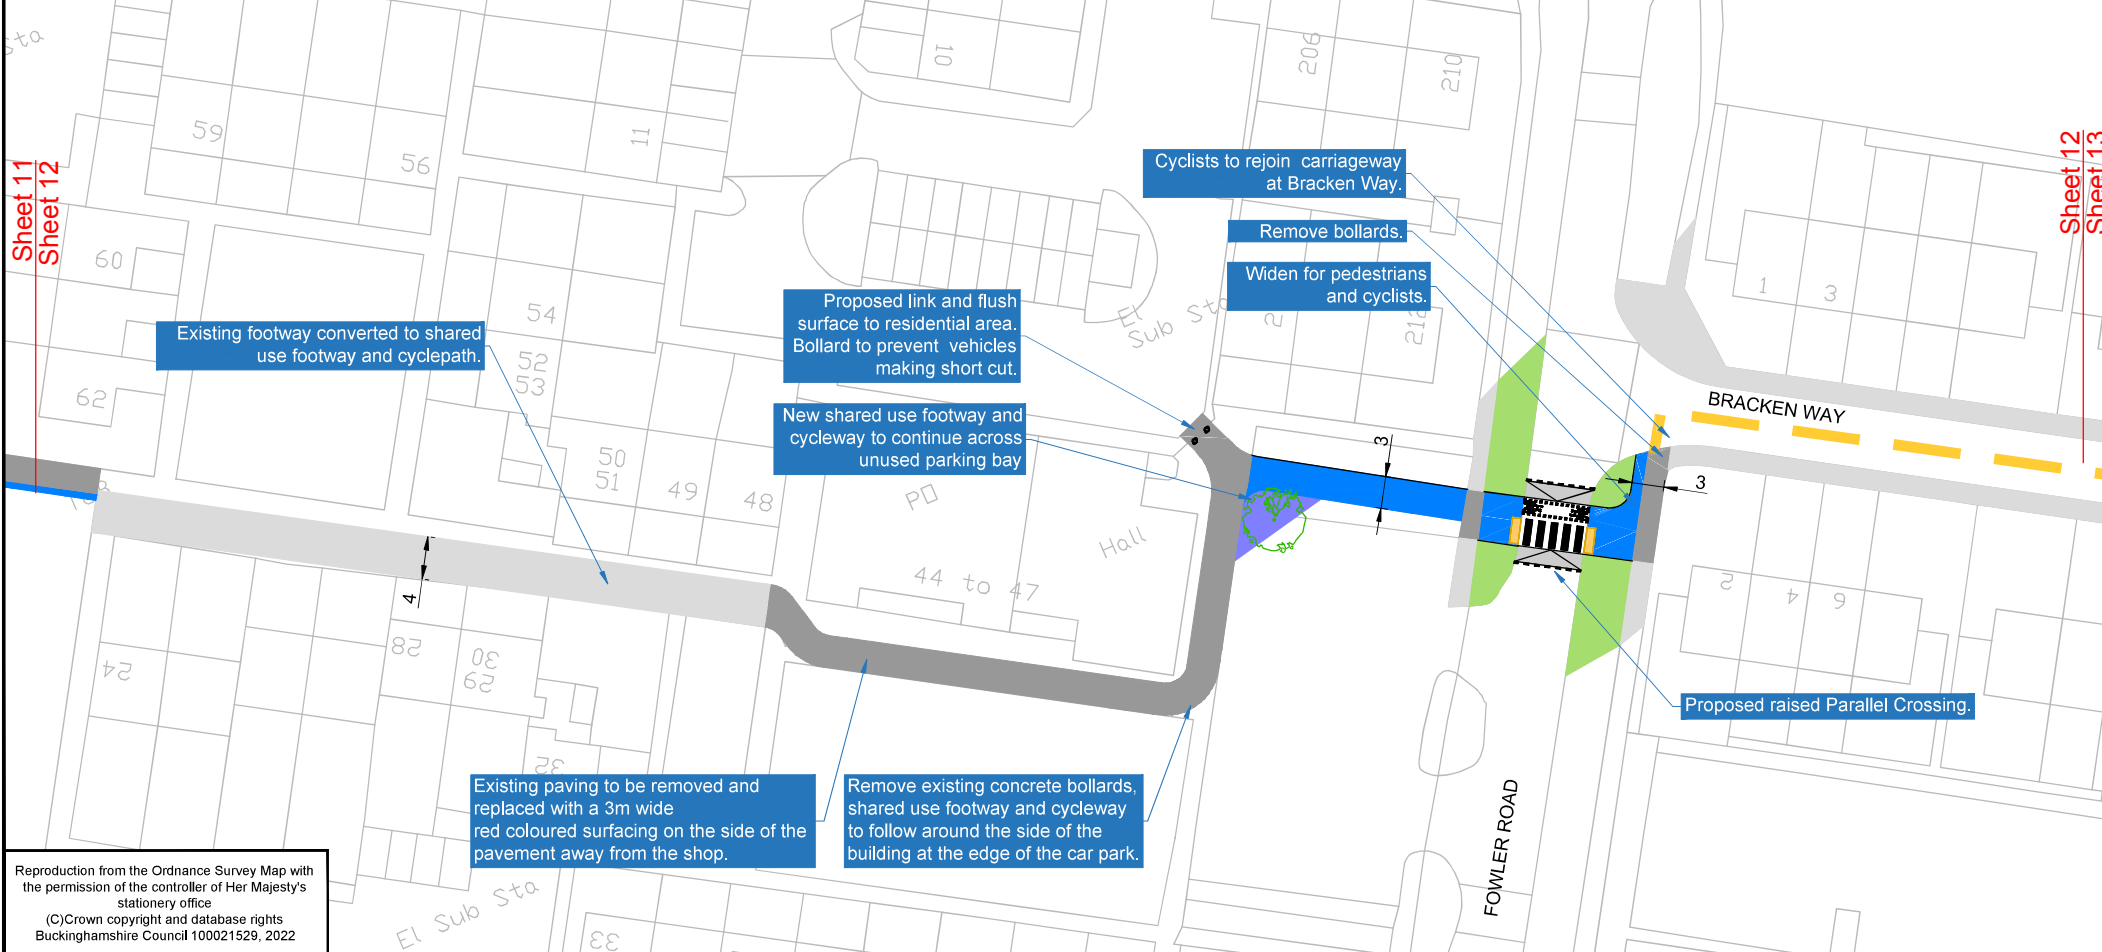 Sta
10
206
210
59
56
11
Sheet 11
Sheet 12
Cyclists to rejoin carriageway
at Bracken Way.
Remove bollards.
Widen for pedestrians
and cyclists.
Sheet 12
Sheet 13
60
62
54
52
53
50
51
49
48
Existing footway converted to shared
use footway and cyclepath.
Proposed link and flush
surface to residential area.
Bollard to prevent vehicles
making short cut.
New shared use footway and
cycleway to continue across
unused parking bay
El
Sub Sta
212
1
3
BRACKEN WAY
3
3
PO
Hall
44 to 47
4
24
28
30
29
32
2
4
6
Proposed raised Parallel Crossing.
Existing paving to be removed and
replaced with a 3m wide
red coloured surfacing on the side of the
pavement away from the shop.
Remove existing concrete bollards,
shared use footway and cycleway
to follow around the side of the
building at the edge of the car park.
FOWLER ROAD
El Sub Sta
33
Reproduction from the Ordnance Survey Map with
the permission of the controller of Her Majesty's
stationery office
(C)Crown copyright and database rights
Buckinghamshire Council 100021529, 2022